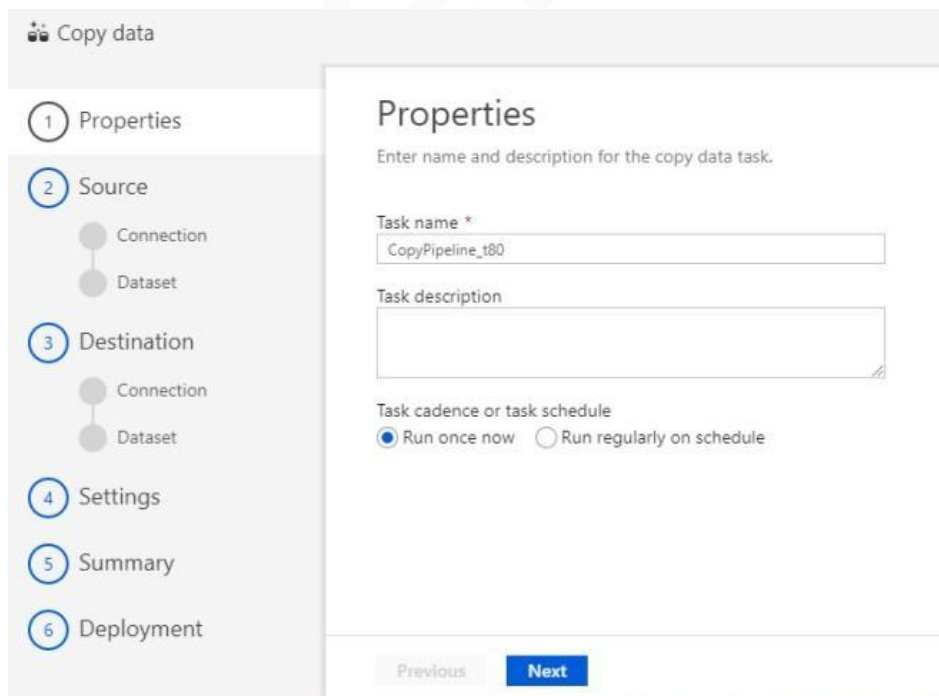 Copy data
1 Properties
2 Source
Connection
Dataset
3 Destination
Connection
Dataset
4 Settings
5 Summary
6 Deployment
Properties
Enter name and description for the copy data task.
Task name *
CopyPipeline_t80
Task description
Task cadence or task schedule
Run once now Run regularly on schedule
Previous Next